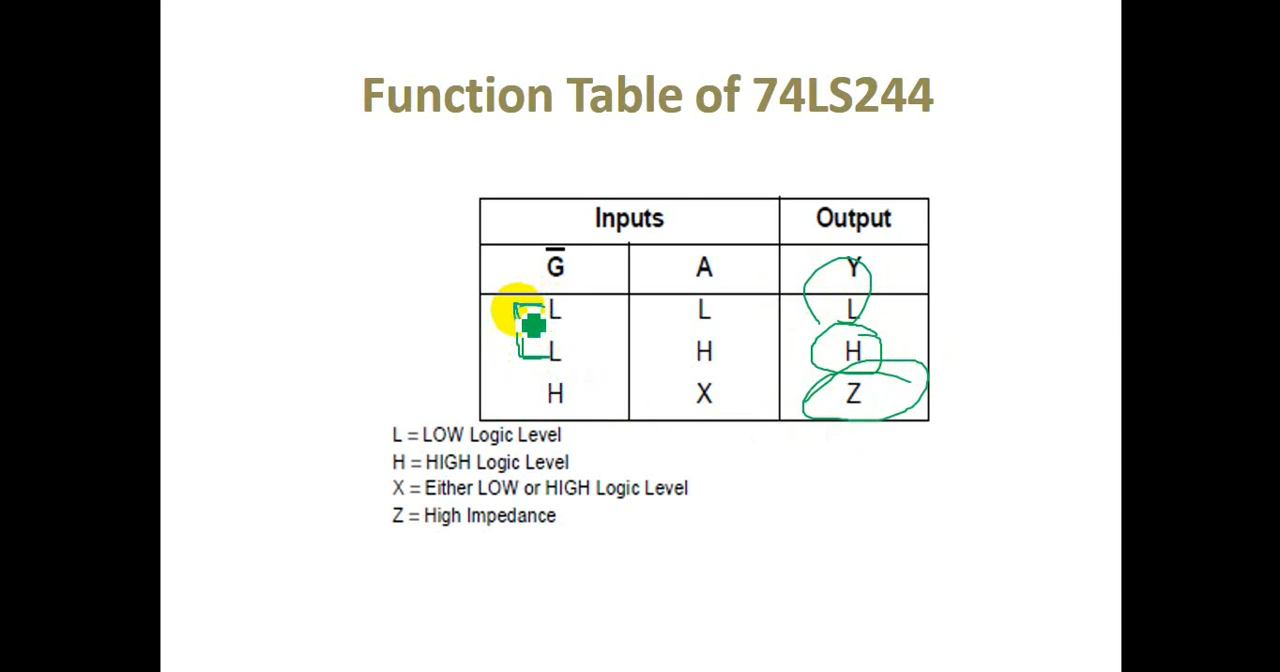 Function Table of 74LS244
Inputs Output
G̅ A Y
L L L
L H H
H X Z
L = LOW Logic Level
H = HIGH Logic Level
X = Either LOW or HIGH Logic Level
Z = High Impedance